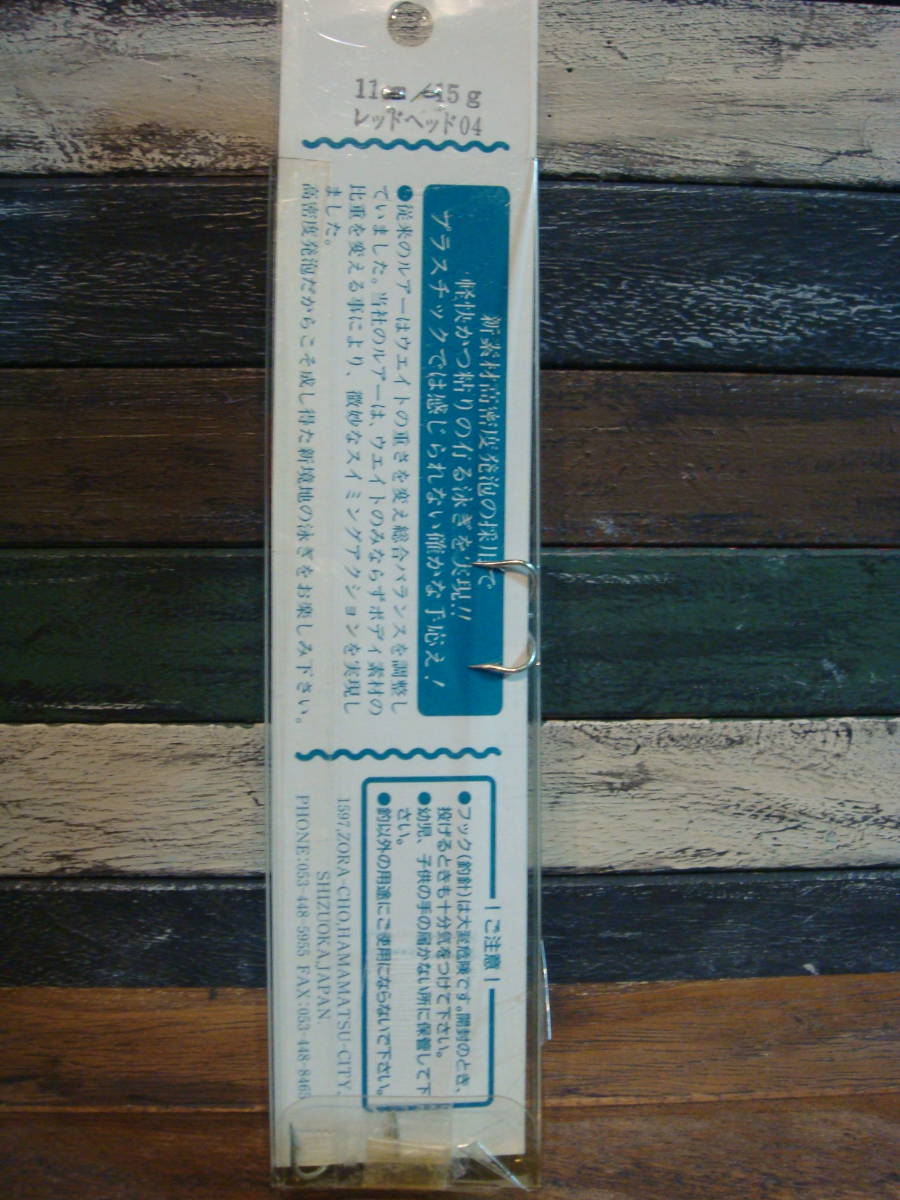 11cm／15g
レッドヘッド04
新素材高密度発泡の採用で
軽快かつ粘りの有る泳ぎを実現!!
プラスチックでは感じられない確かな手応え!
●従来のルアーはウエイトの重さを変え総合バランスを調整し
ていました。当社のルアーは、ウエイトのみならずボディ素材の
比重を変える事により、微妙なスイミングアクションを実現し
ました。
高密度発泡だからこそ成し得た新境地の泳ぎをお楽しみ下さい。
ご注意
●フック(釣針)は大変危険です。開封のとき、
投げるときも十分気をつけて下さい。
●幼児、子供の手の届かない所に保管して下
さい。
●釣以外の用途にご使用にならないで下さい。
1597,ZORA-CHO,HAMAMATSU-CITY,
SHIZUOKA,JAPAN.
PHONE:053-448-5955 FAX:053-448-8465